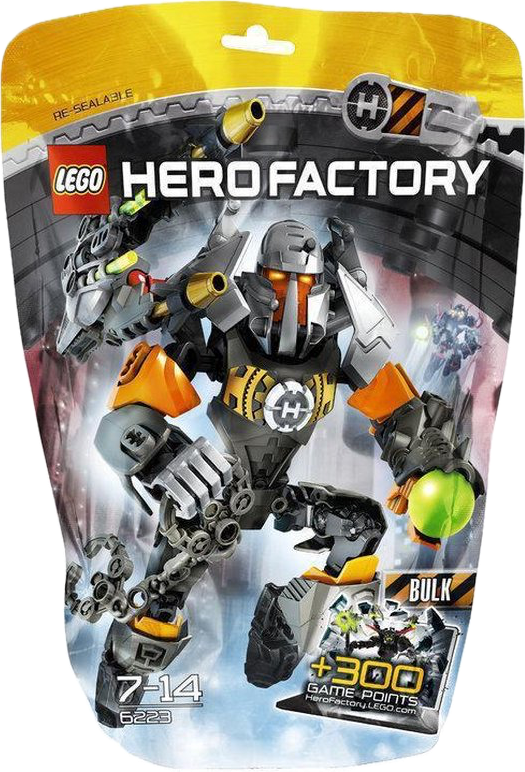 RE-SEALABLE
LEGO HERO FACTORY
BULK
+300
GAME POINTS
HeroFactory.LEGO.com
7-14
6223